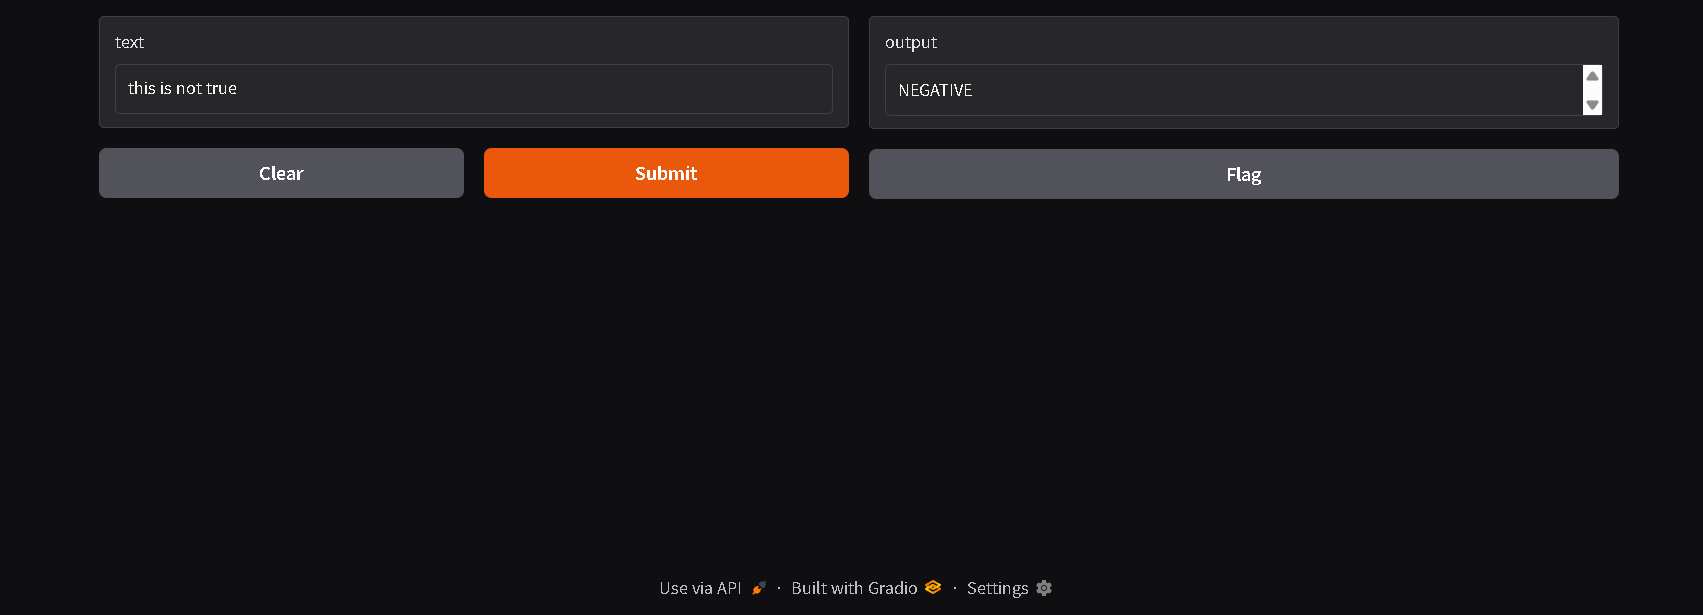 text
output
this is not true
NEGATIVE
Clear
Submit
Flag
Use via API · Built with Gradio · Settings